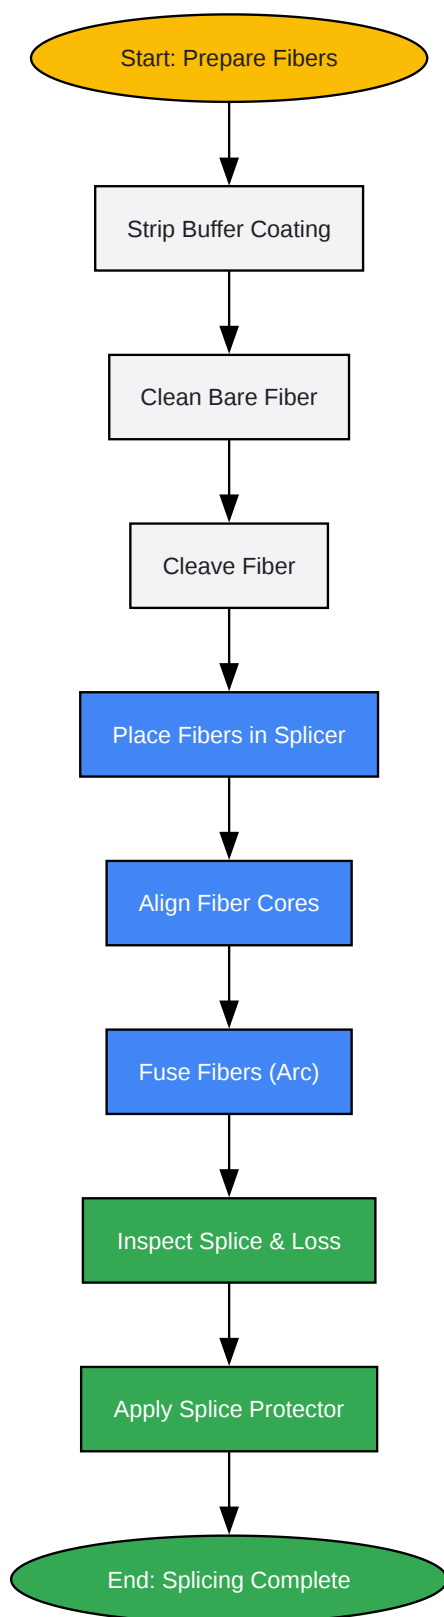 Start: Prepare Fibers
Strip Buffer Coating
Clean Bare Fiber
Cleave Fiber
Place Fibers in Splicer
Align Fiber Cores
Fuse Fibers (Arc)
Inspect Splice & Loss
Apply Splice Protector
End: Splicing Complete